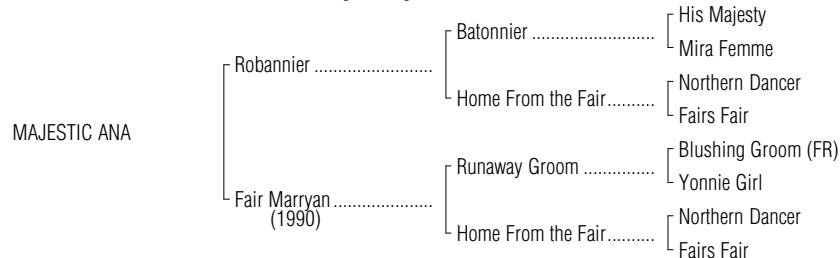 His Majesty
Batonnier ..........................
Mira Femme
Robannier .........................
Northern Dancer
Home From the Fair..........
Fairs Fair
MAJESTIC ANA
Blushing Groom (FR)
Runaway Groom ...............
Yonnie Girl
Fair Marryan.....................
(1990)
Northern Dancer
Home From the Fair..........
Fairs Fair